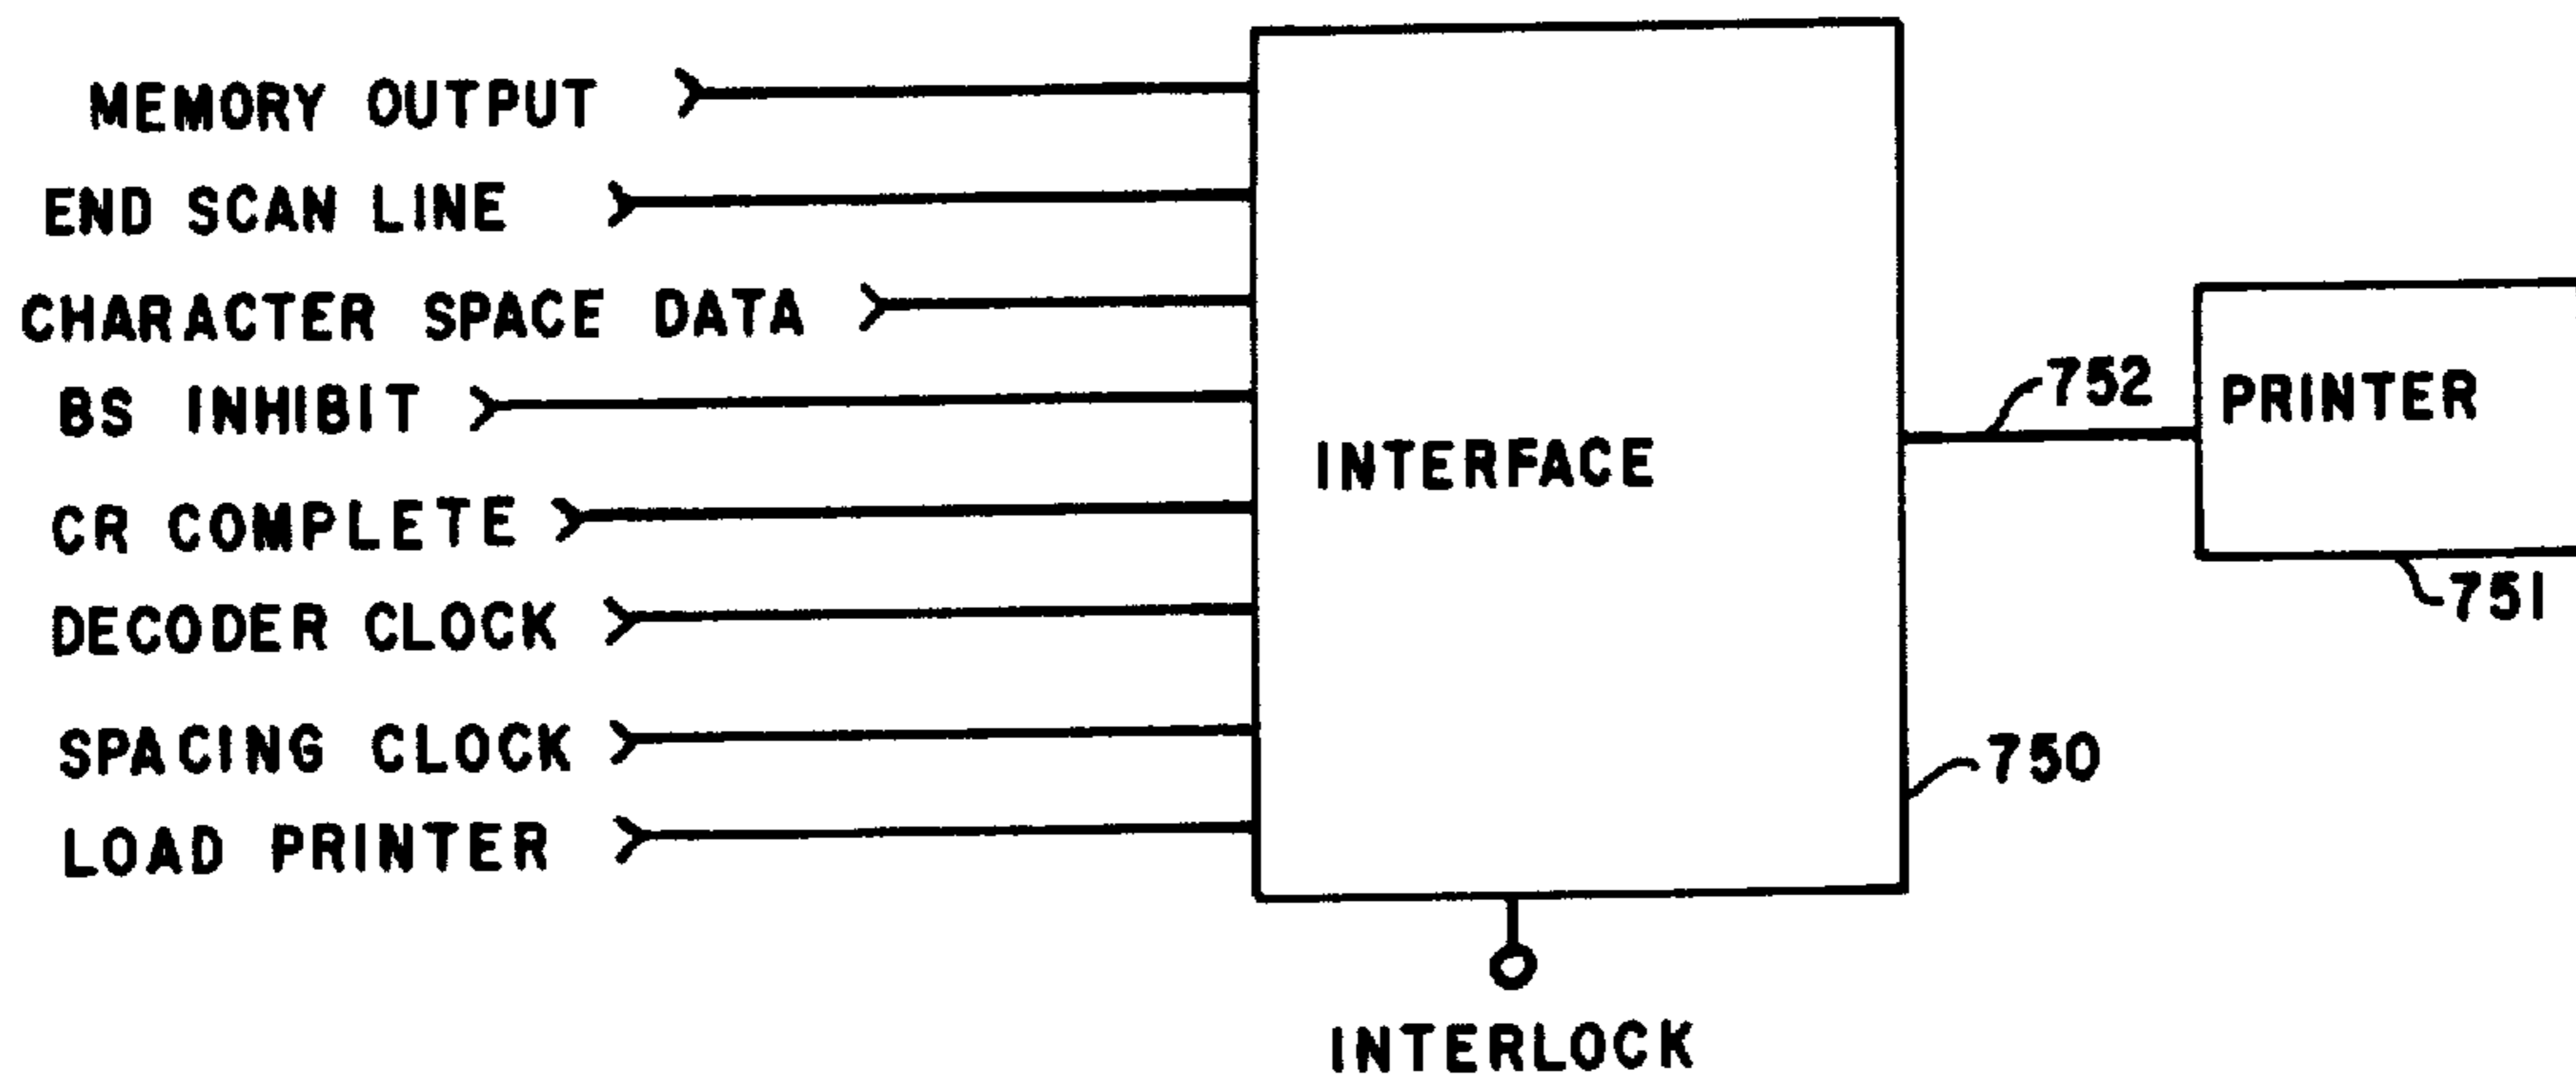 MEMORY OUTPUT
END SCAN LINE
CHARACTER SPACE DATA
BS INHIBIT
CR COMPLETE
DECODER CLOCK
SPACING CLOCK
LOAD PRINTER
INTERFACE
752
PRINTER
751
750
INTERLOCK